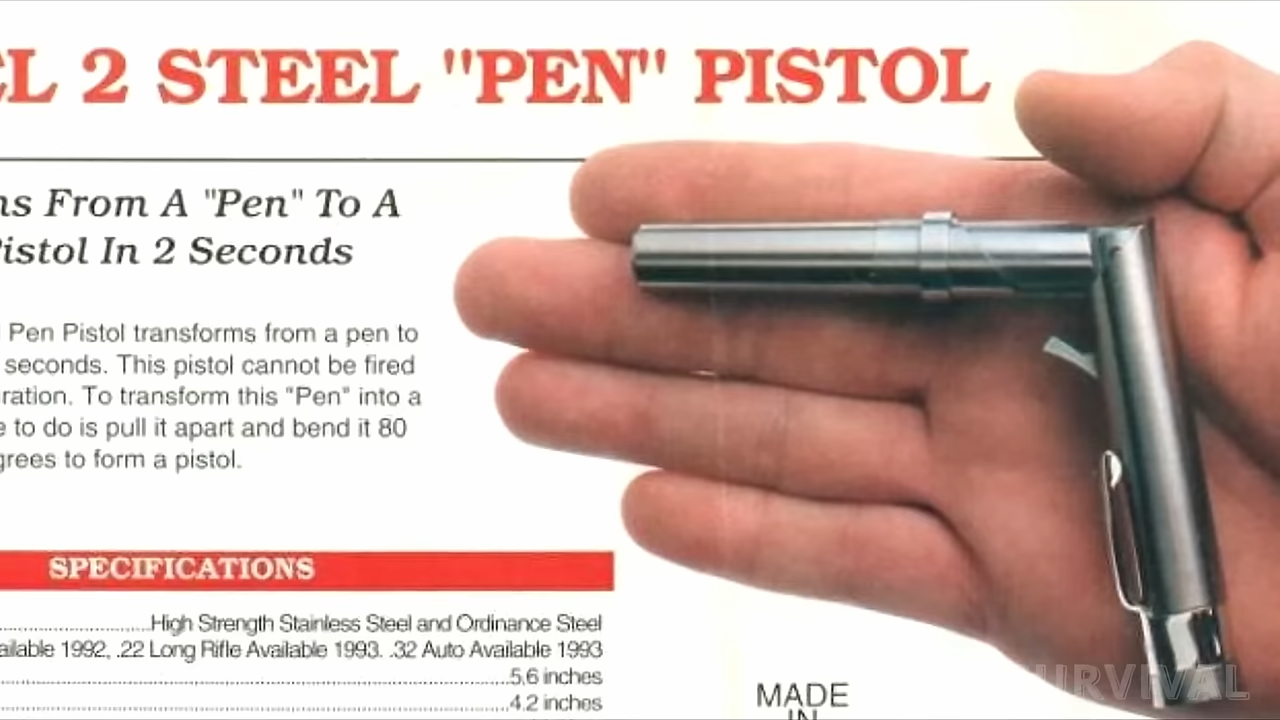 EL 2 STEEL "PEN" PISTOL
ns From A "Pen" To A
Pistol In 2 Seconds
Pen Pistol transforms from a pen to
seconds. This pistol cannot be fired
ration. To transform this "Pen" into a
e to do is pull it apart and bend it 80
grees to form a pistol.
SPECIFICATIONS
High Strength Stainless Steel and Ordinance Steel
ailable 1992, .22 Long Rifle Available 1993. .32 Auto Available 1993
5.6 inches
4.2 inches
MADE
IN
SURVIVAL